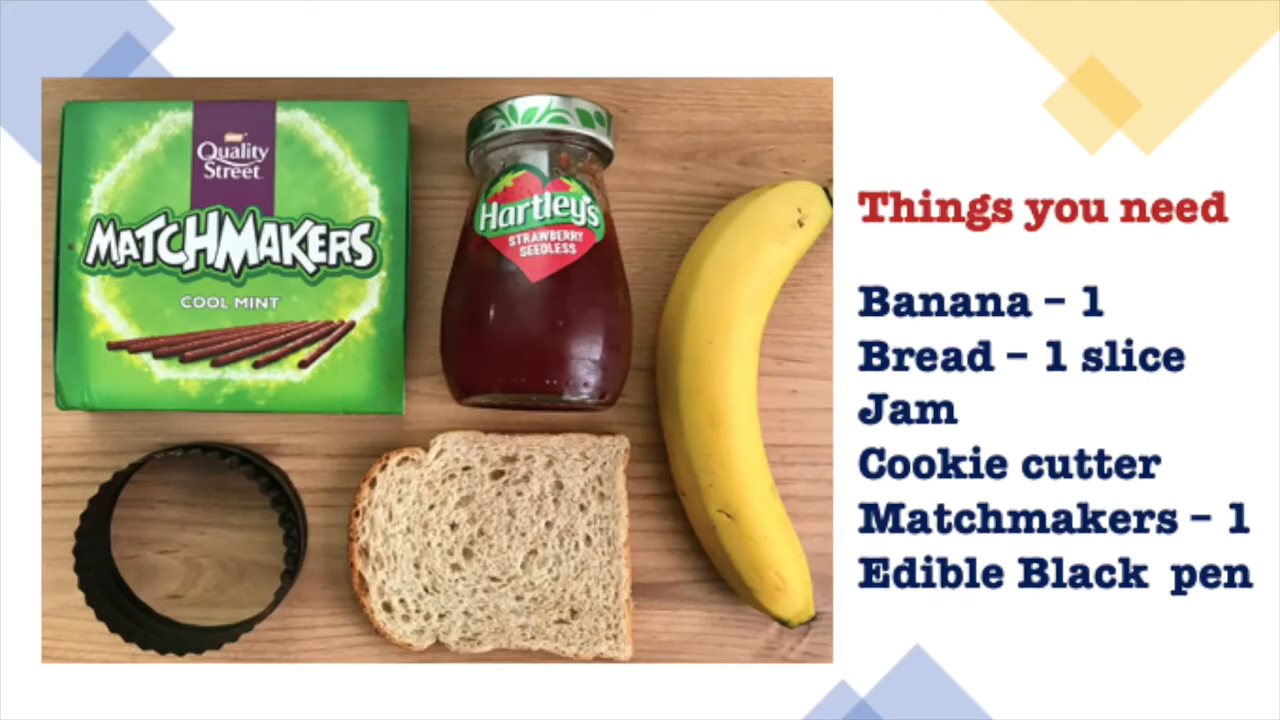 Nestlé
Quality
Street
MATCHMAKERS
COOL MINT
Hartley's
STRAWBERRY
SEEDLESS
Things you need
Banana – 1
Bread – 1 slice
Jam
Cookie cutter
Matchmakers – 1
Edible Black pen